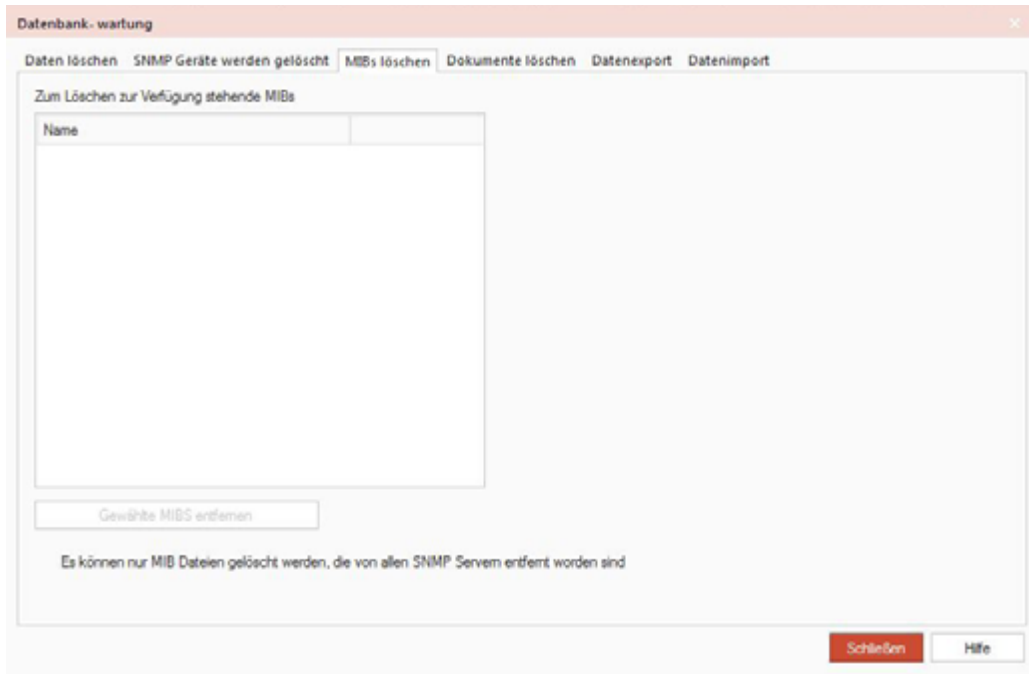 Datenbank- wartung
Daten löschen SNMP Geräte werden gelöscht MIBs löschen Dokumente löschen Datenexport Datenimport
Zum Löschen zur Verfügung stehende MIBs
Name
Gewählte MIBS entfernen
Es können nur MIB Dateien gelöscht werden, die von allen SNMP Servern entfernt worden sind
Schließen Hilfe